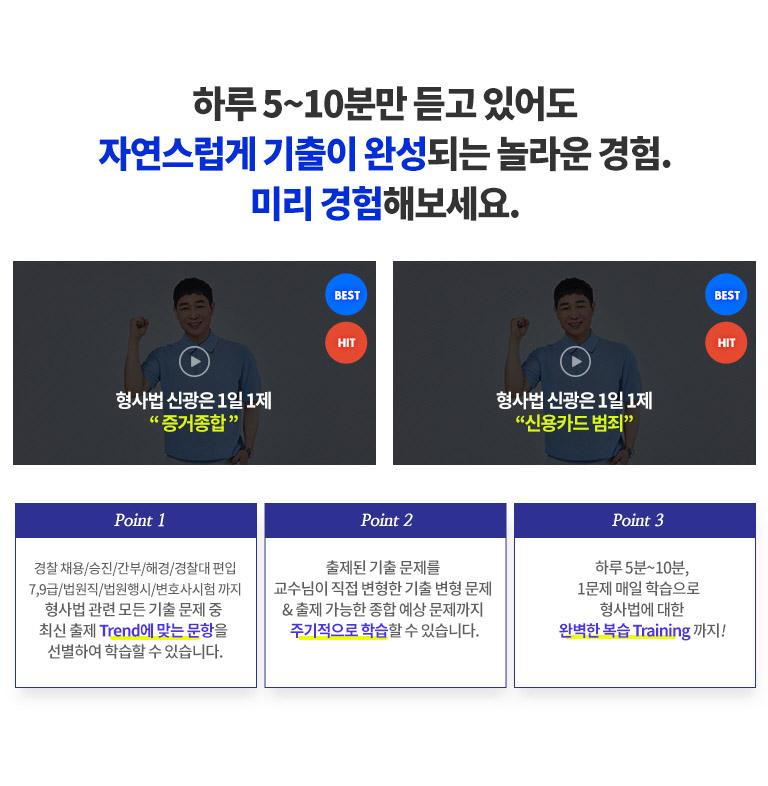 하루 5~10분만 듣고 있어도
자연스럽게 기출이 완성되는 놀라운 경험.
미리 경험해보세요.
BEST
HIT
형사법 신광은 1일 1제
“ 증거종합 ”
BEST
HIT
형사법 신광은 1일 1제
“신용카드 범죄”
Point 1
경찰 채용/승진/간부/해경/경찰대 편입
7,9급/법원직/법원행시/변호사시험 까지
형사법 관련 모든 기출 문제 중
최신 출제 Trend에 맞는 문항을
선별하여 학습할 수 있습니다.
Point 2
출제된 기출 문제를
교수님이 직접 변형한 기출 변형 문제
& 출제 가능한 종합 예상 문제까지
주기적으로 학습할 수 있습니다.
Point 3
하루 5분~10분,
1문제 매일 학습으로
형사법에 대한
완벽한 복습 Training 까지!